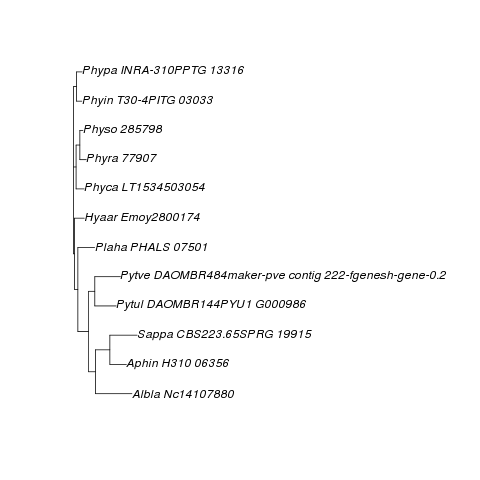 Phypa INRA-310PPTG 13316
Phyin T30-4PITG 03033
Physo 285798
Phyra 77907
Phyca LT1534503054
Hyaar Emoy2800174
Plaha PHALS 07501
Pytve DAOMBR484maker-pve contig 222-fgenesh-gene-0.2
Pytul DAOMBR144PYU1 G000986
Sappa CBS223.65SPRG 19915
Aphin H310 06356
Albla Nc14107880